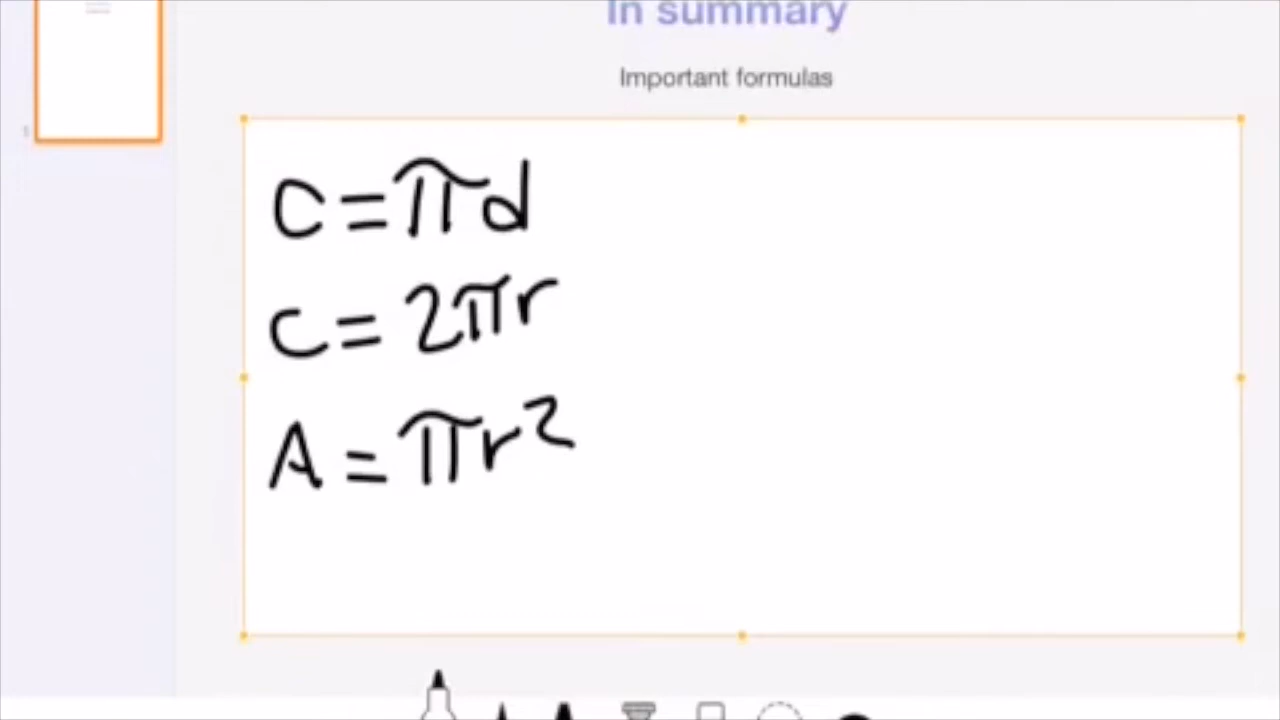 In summary
Important formulas
C = πd
C = 2πr
A = πr²